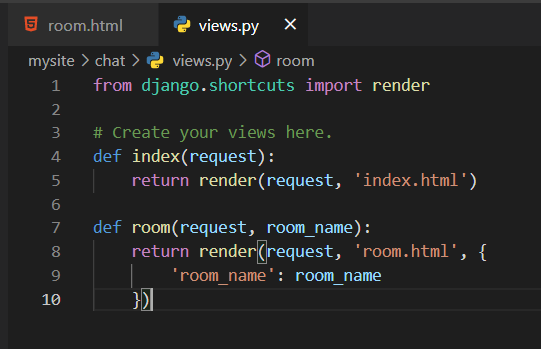 room.html views.py ×
mysite > chat > views.py > room
1 from django.shortcuts import render
2
3 # Create your views here.
4 def index(request):
5     return render(request, 'index.html')
6
7 def room(request, room_name):
8     return render(request, 'room.html', {
9         'room_name': room_name
10     })